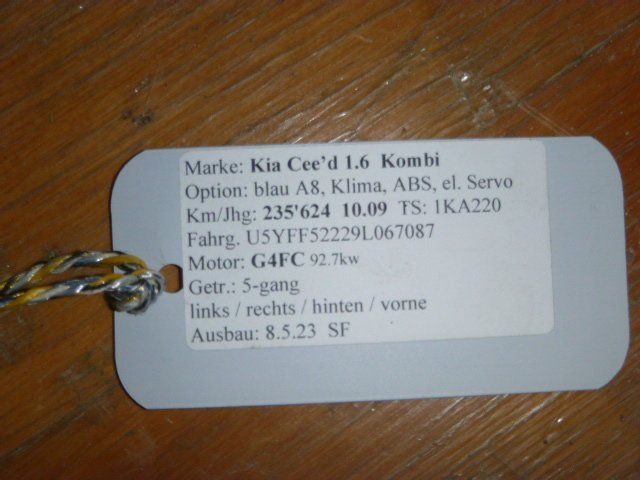 Marke: Kia Cee'd 1.6 Kombi
Option: blau A8, Klima, ABS, el. Servo
Km/Jhg: 235'624 10.09 TS: 1KA220
Fahrg. U5YFF52229L067087
Motor: G4FC 92.7kw
Getr.: 5-gang
links / rechts / hinten / vorne
Ausbau: 8.5.23 SF